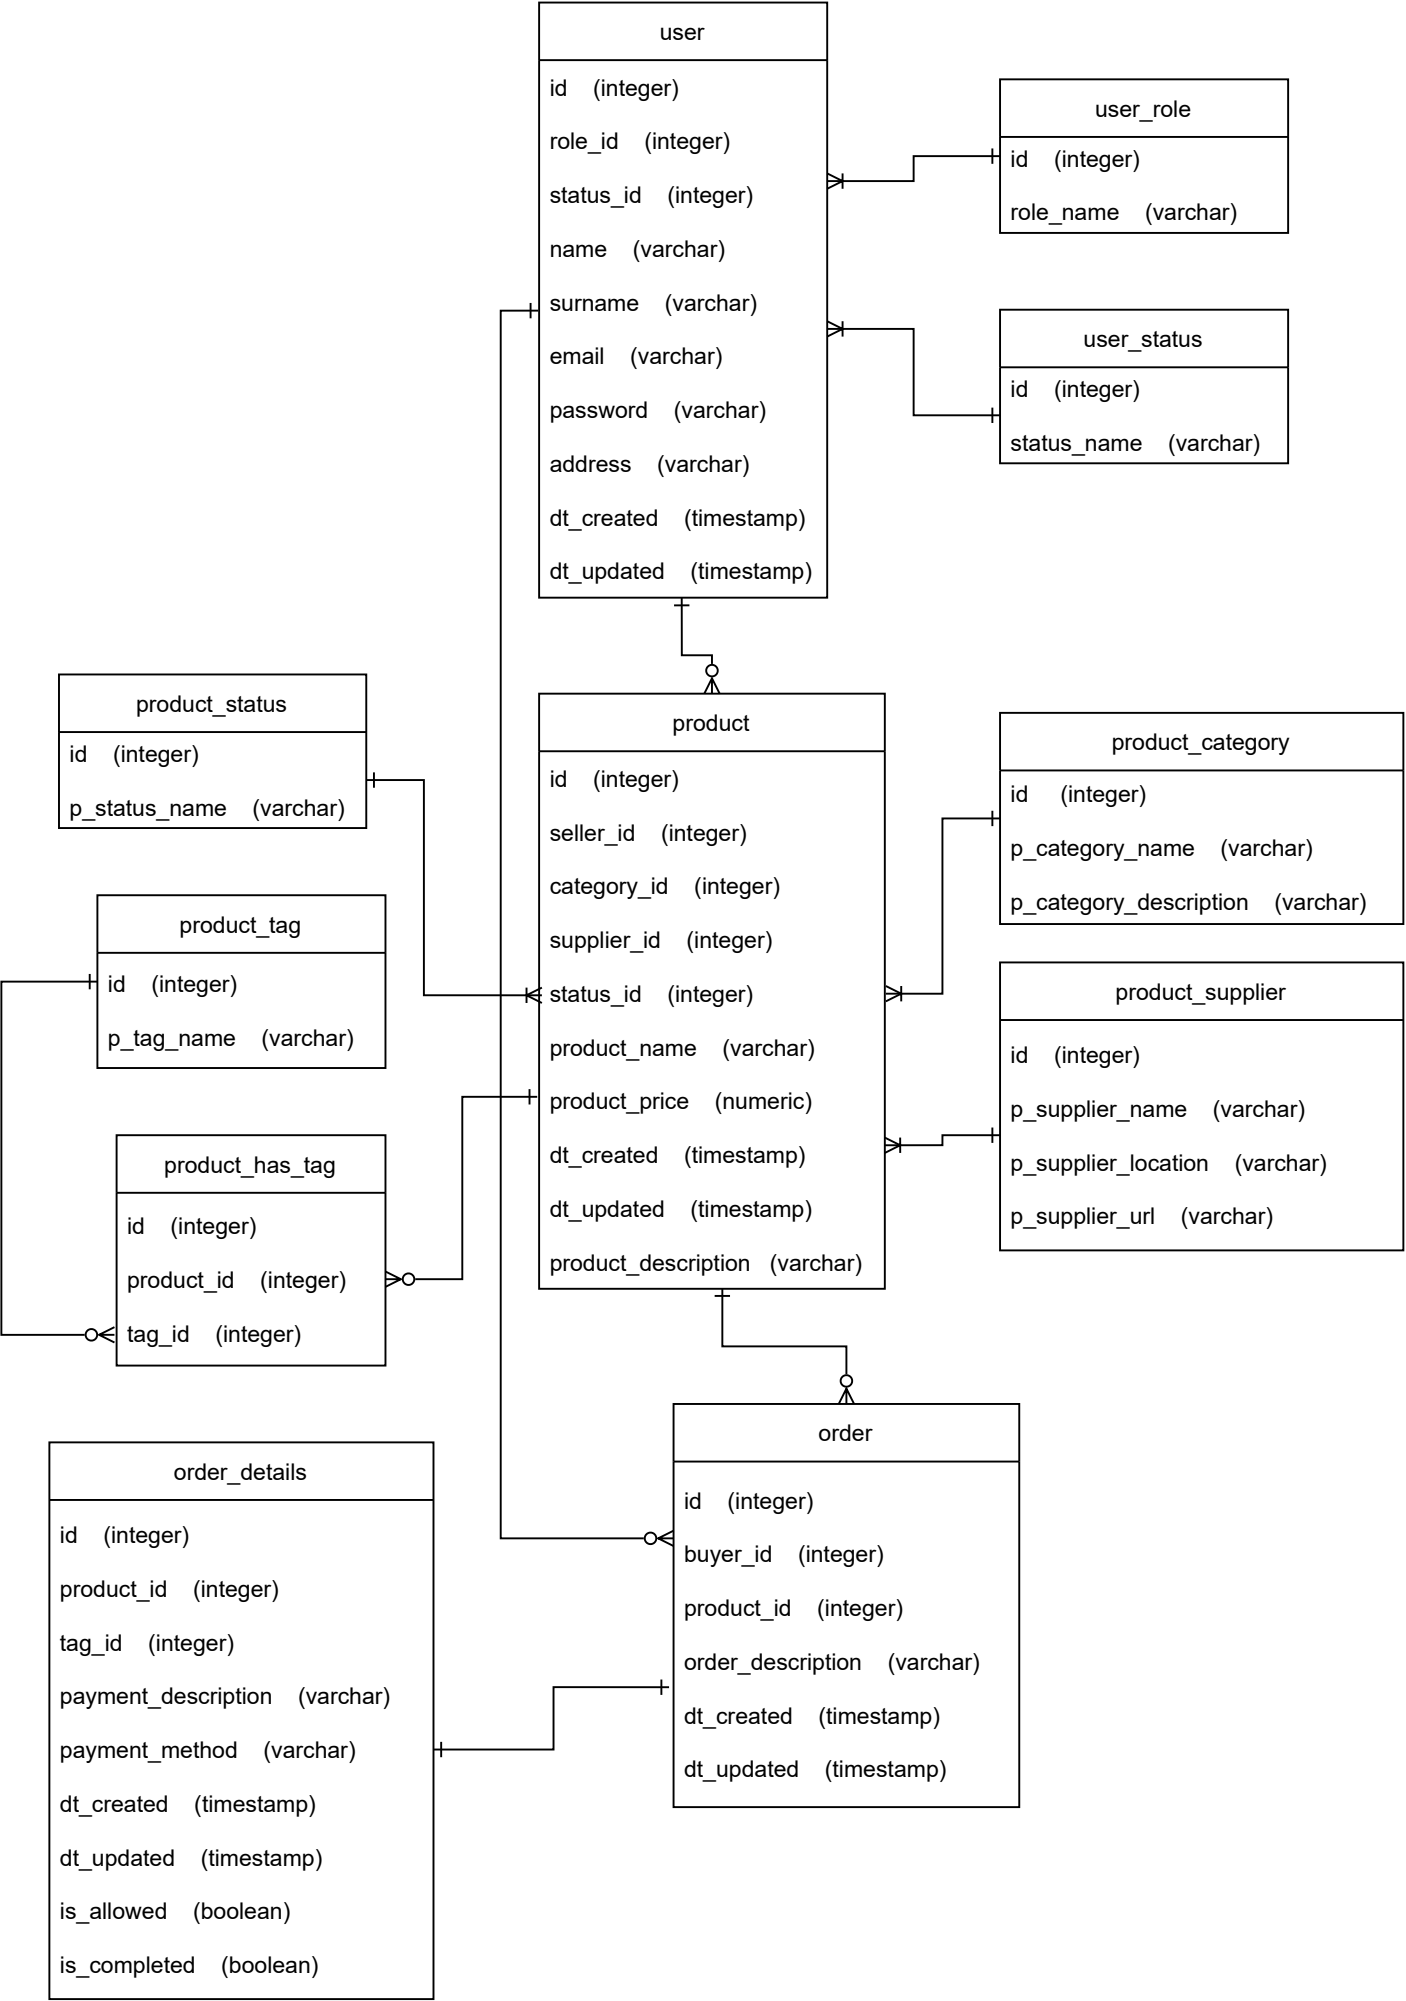 user
id (integer)
role_id (integer)
status_id (integer)
name (varchar)
surname (varchar)
email (varchar)
password (varchar)
address (varchar)
dt_created (timestamp)
dt_updated (timestamp)
user_role
id (integer)
role_name (varchar)
user_status
id (integer)
status_name (varchar)
product_status
id (integer)
p_status_name (varchar)
product
id (integer)
seller_id (integer)
category_id (integer)
supplier_id (integer)
status_id (integer)
product_name (varchar)
product_price (numeric)
dt_created (timestamp)
dt_updated (timestamp)
product_description (varchar)
product_category
id (integer)
p_category_name (varchar)
p_category_description (varchar)
product_tag
id (integer)
p_tag_name (varchar)
product_supplier
id (integer)
p_supplier_name (varchar)
p_supplier_location (varchar)
p_supplier_url (varchar)
product_has_tag
id (integer)
product_id (integer)
tag_id (integer)
order
id (integer)
buyer_id (integer)
product_id (integer)
order_description (varchar)
dt_created (timestamp)
dt_updated (timestamp)
order_details
id (integer)
product_id (integer)
tag_id (integer)
payment_description (varchar)
payment_method (varchar)
dt_created (timestamp)
dt_updated (timestamp)
is_allowed (boolean)
is_completed (boolean)